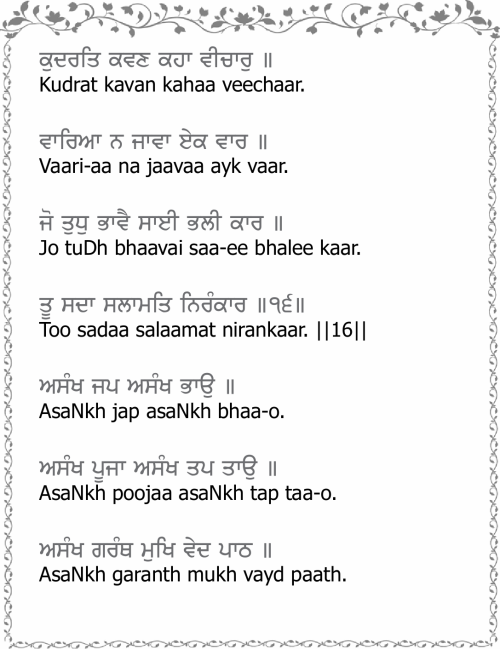 ਕੁਦਰਤਿ ਕਵਣ ਕਹਾ ਵੀਚਾਰੁ ॥
Kudrat kavan kahaa veechaar.
ਵਾਰਿਆ ਨ ਜਾਵਾ ਏਕ ਵਾਰ ॥
Vaari-aa na jaavaa ayk vaar.
ਜੋ ਤੁਧੁ ਭਾਵੈ ਸਾਈ ਭਲੀ ਕਾਰ ॥
Jo tuDh bhaavai saa-ee bhalee kaar.
ਤੂ ਸਦਾ ਸਲਾਮਤਿ ਨਿਰੰਕਾਰ ॥੧੬॥
Too sadaa salaamat nirankaar. ||16||
ਅਸੰਖ ਜਪ ਅਸੰਖ ਭਾਉ ॥
AsaNkh jap asaNkh bhaa-o.
ਅਸੰਖ ਪੂਜਾ ਅਸੰਖ ਤਪ ਤਾਉ ॥
AsaNkh poojaa asaNkh tap taa-o.
ਅਸੰਖ ਗਰੰਥ ਮੁਖਿ ਵੇਦ ਪਾਠ ॥
AsaNkh garanth mukh vayd paath.